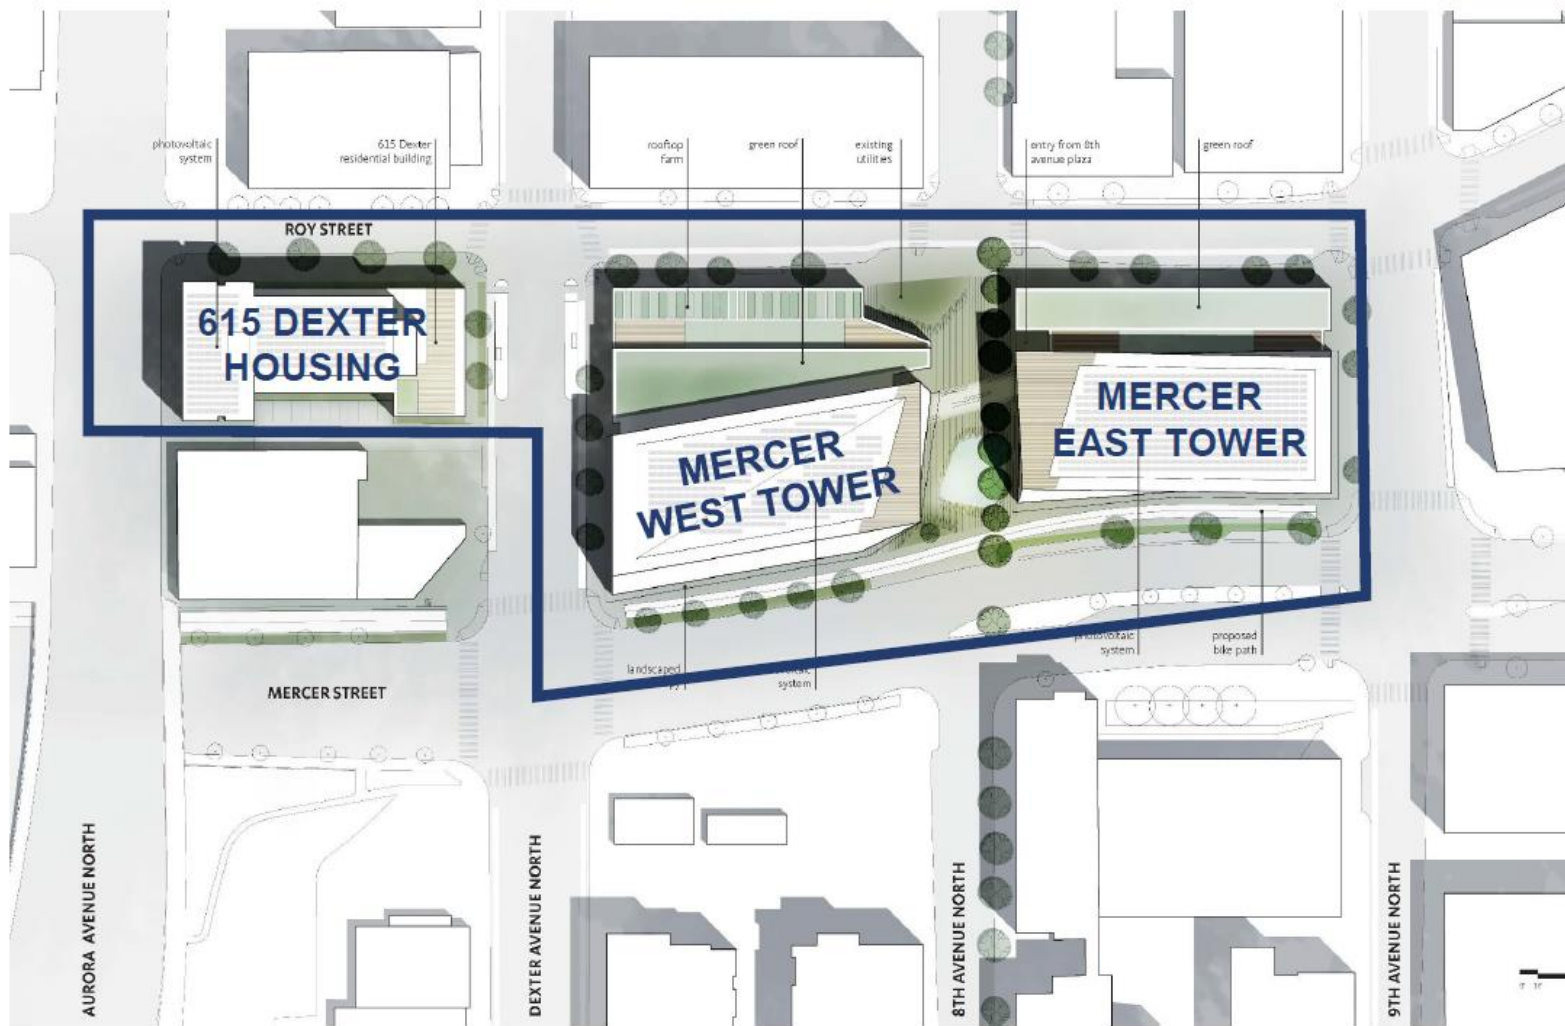 photovoltaic
system
615 Dexter
residential building
rooftop
farm
green roof
existing
utilities
entry from 8th
avenue plaza
green roof
ROY STREET
615 DEXTER
HOUSING
MERCER
WEST TOWER
MERCER
EAST TOWER
landscaped
system
photovoltaic
system
proposed
bike path
MERCER STREET
AURORA AVENUE NORTH
DEXTER AVENUE NORTH
8TH AVENUE NORTH
9TH AVENUE NORTH